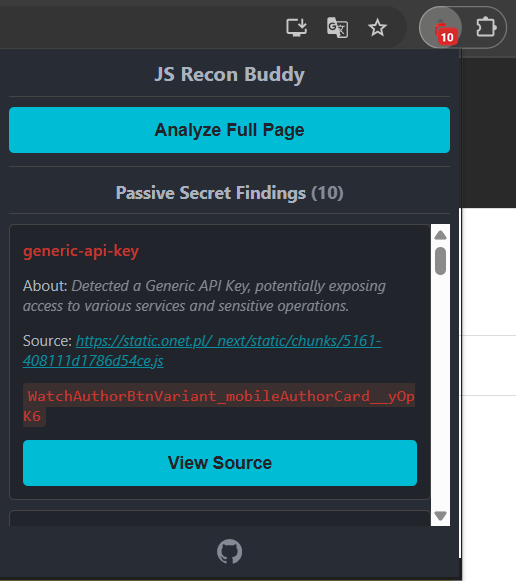 10
JS Recon Buddy
Analyze Full Page
Passive Secret Findings (10)
generic-api-key
About: Detected a Generic API Key, potentially exposing
access to various services and sensitive operations.
Source: https://static.onet.pl/_next/static/chunks/5161-
408111d1786d54ce.js
WatchAuthorBtnVariant_mobileAuthorCard__yOp
K6
View Source